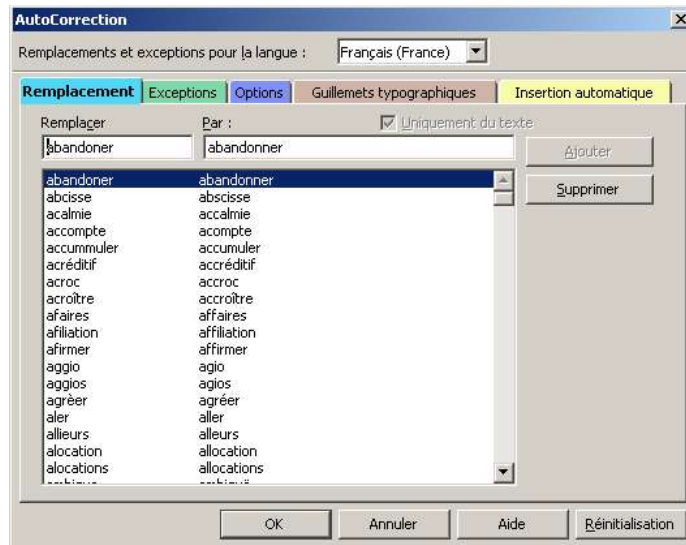 AutoCorrection
Remplacements et exceptions pour la langue : Français (France)
Remplacement Exceptions Options Guillemets typographiques Insertion automatique
Remplacer Par : Uniquement du texte
abandoner abandonner Ajouter
Supprimer
abandoner abandonner
abcisse abscisse
acalmie accalmie
accompte acompte
accummuler accumuler
acréditif accréditif
acroc accroc
acroître accroître
afaires affaires
afiliation affiliation
afirmer affirmer
aggio agio
aggios agios
agrèer agréer
aler aller
allieurs alleurs
alocation allocation
alocations allocations
OK Annuler Aide Réinitialisation